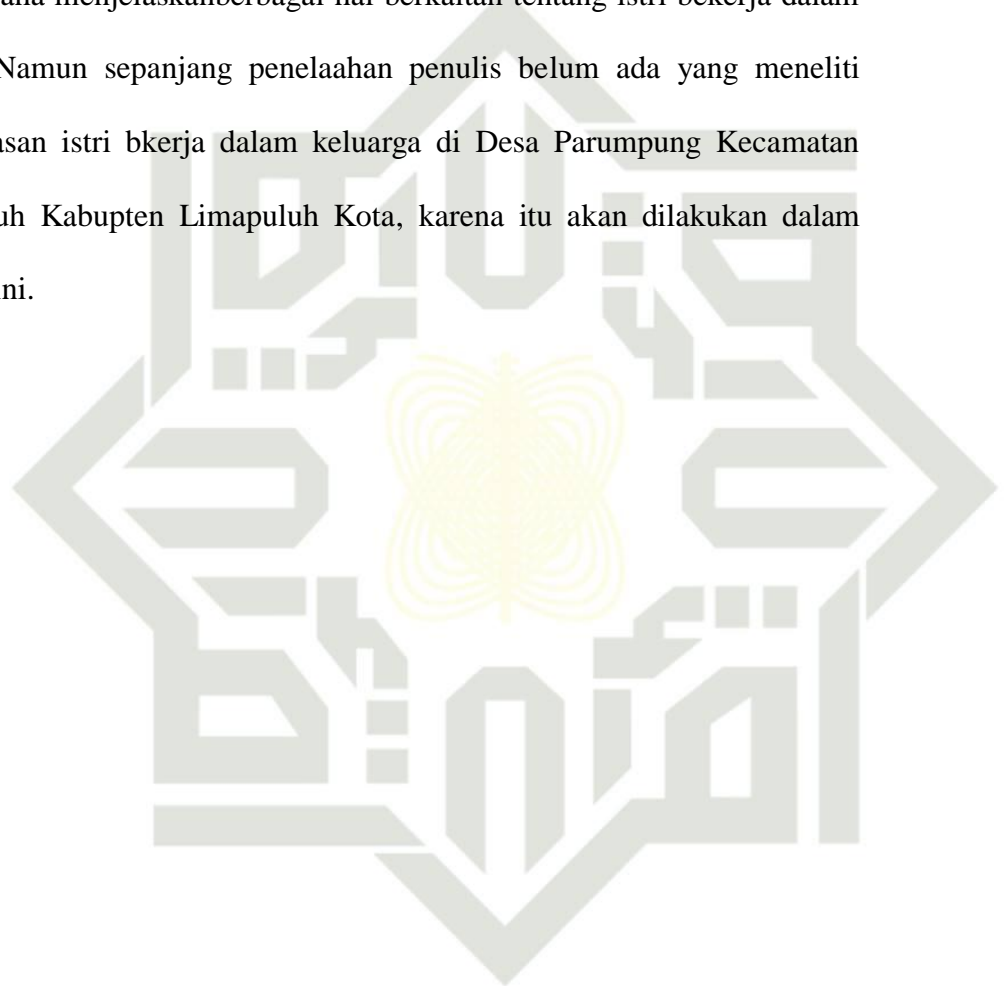 ana menjelaskanberbagai hal berkaitan tentang istri bekerja dalam
Namun sepanjang penelaahan penulis belum ada yang meneliti
asan istri bkerja dalam keluarga di Desa Parumpung Kecamatan
uh Kabupten Limapuluh Kota, karena itu akan dilakukan dalam
ni.